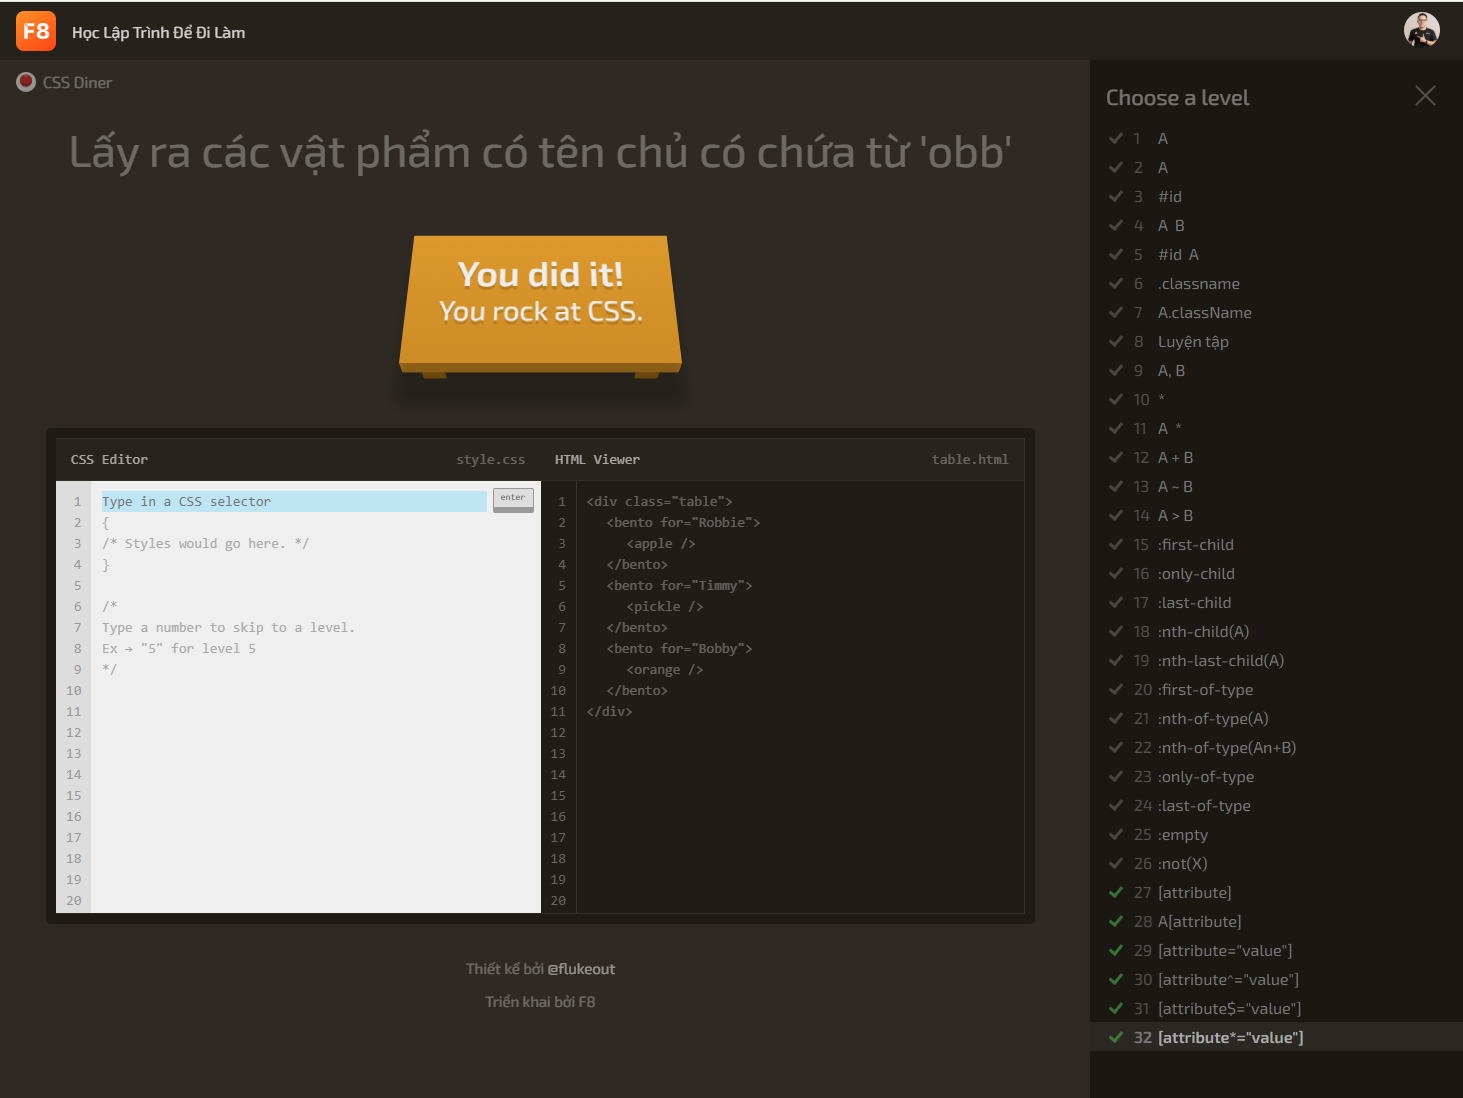 F8 Học Lập Trình Để Đi Làm
CSS Diner
Lấy ra các vật phẩm có tên chủ có chứa từ 'obb'
You did it!
You rock at CSS.
CSS Editor style.css
1 Type in a CSS selector enter
2 {
3 /* Styles would go here. */
4 }
5
6 /*
7 Type a number to skip to a level.
8 Ex → "5" for level 5
9 */
10
11
12
13
14
15
16
17
18
19
20
HTML Viewer table.html
1 <div class="table">
2 <bento for="Robbie">
3 <apple />
4 </bento>
5 <bento for="Timmy">
6 <pickle />
7 </bento>
8 <bento for="Bobby">
9 <orange />
10 </bento>
11 </div>
12
13
14
15
16
17
18
19
20
Thiết kế bởi @flukeout
Triển khai bởi F8
Choose a level
1 A
2 A
3 #id
4 A B
5 #id A
6 .classname
7 A.className
8 Luyện tập
9 A, B
10 *
11 A *
12 A + B
13 A ~ B
14 A > B
15 :first-child
16 :only-child
17 :last-child
18 :nth-child(A)
19 :nth-last-child(A)
20 :first-of-type
21 :nth-of-type(A)
22 :nth-of-type(An+B)
23 :only-of-type
24 :last-of-type
25 :empty
26 :not(X)
27 [attribute]
28 A[attribute]
29 [attribute="value"]
30 [attribute^="value"]
31 [attribute$="value"]
32 [attribute*="value"]